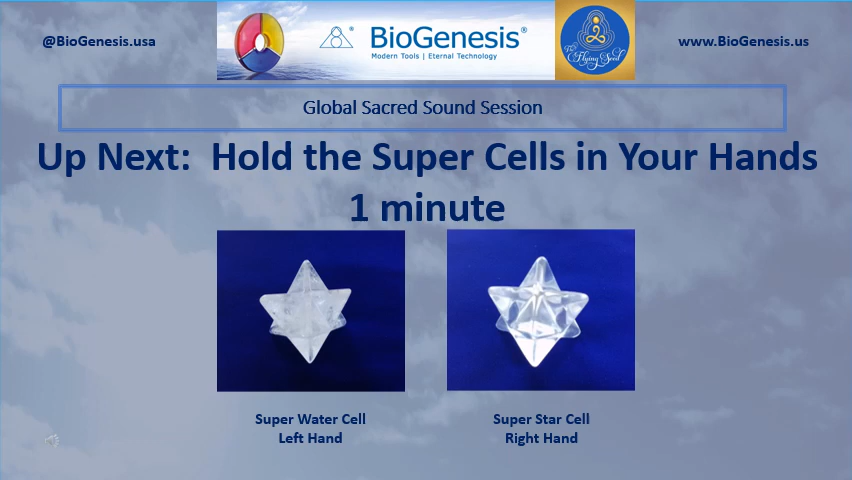 @BioGenesis.usa
BioGenesis®
Modern Tools | Eternal Technology
The Flying Seed
www.BioGenesis.us
Global Sacred Sound Session
Up Next:  Hold the Super Cells in Your Hands
1 minute
Super Water Cell
Left Hand
Super Star Cell
Right Hand